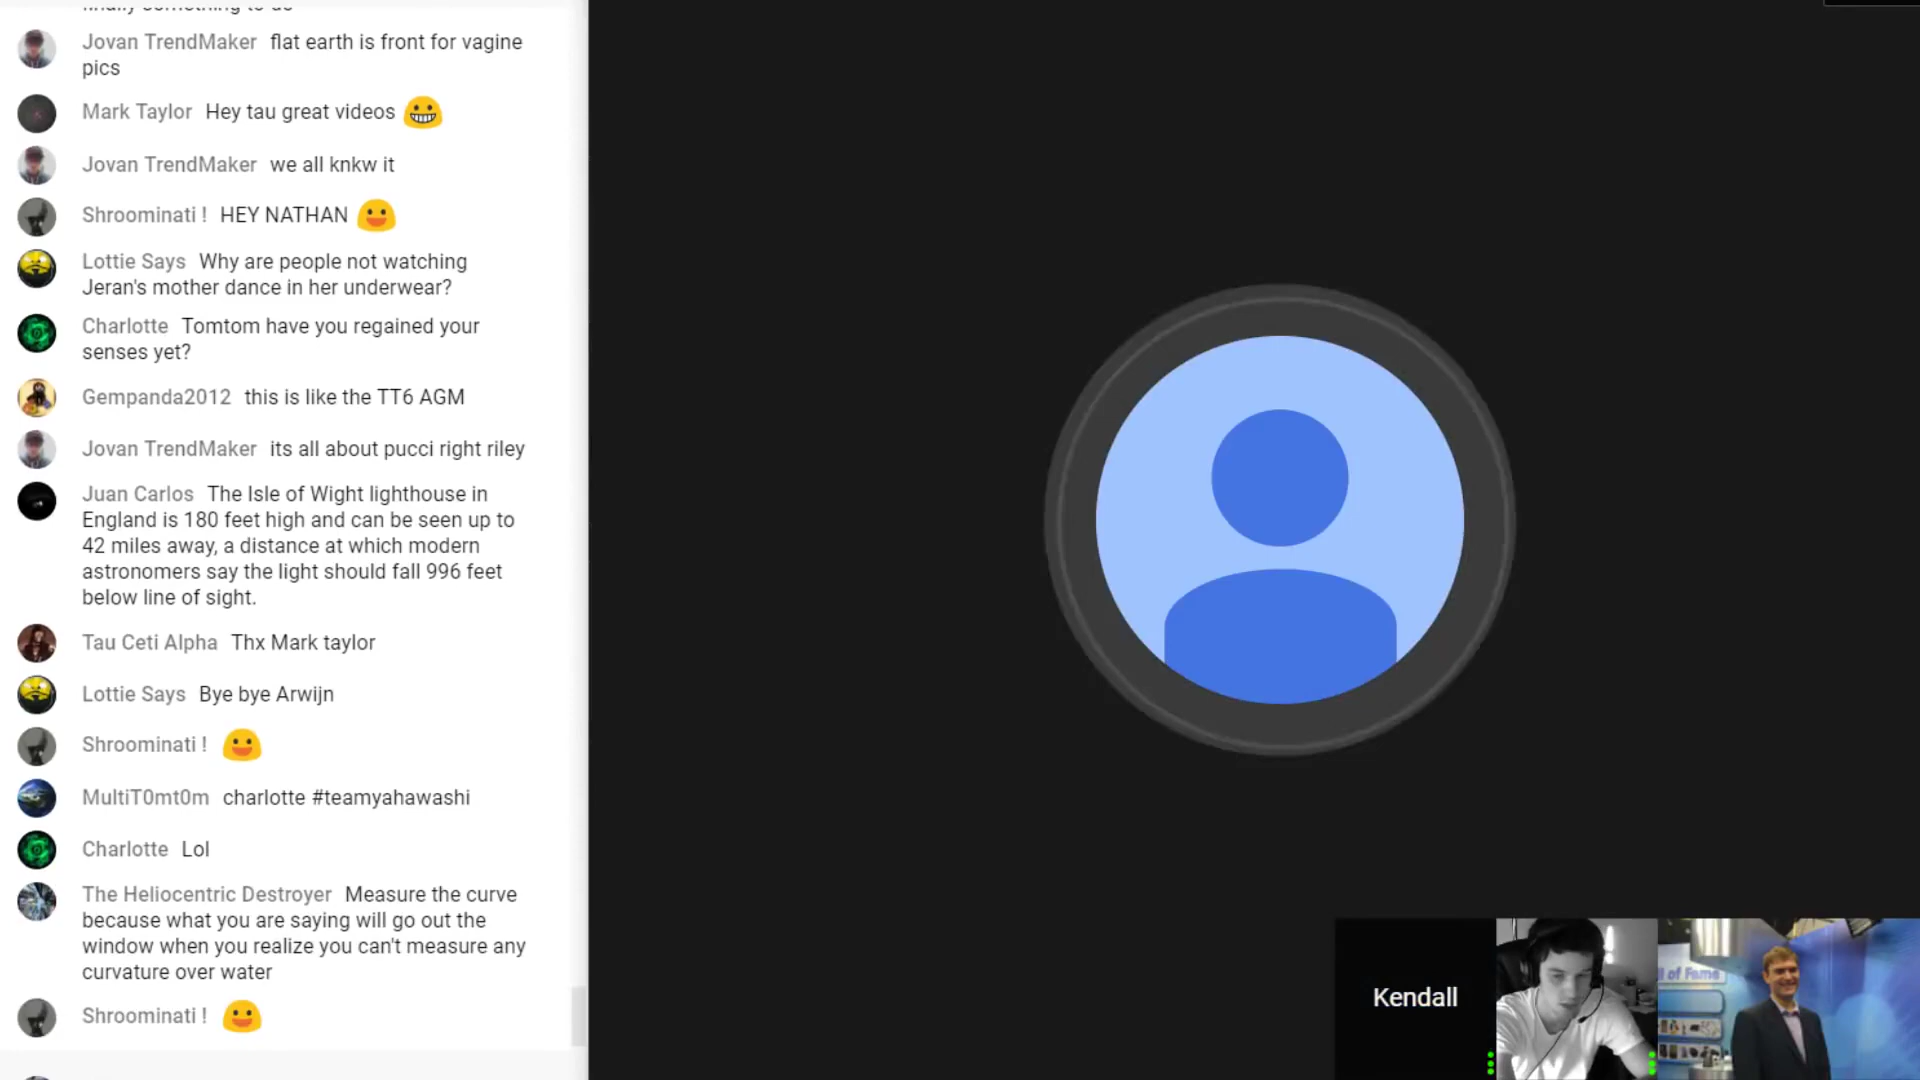 finally something to do
Jovan TrendMaker flat earth is front for vagine
pics
Mark Taylor Hey tau great videos
Jovan TrendMaker we all knkw it
Shroominati ! HEY NATHAN
Lottie Says Why are people not watching
Jeran's mother dance in her underwear?
Charlotte Tomtom have you regained your
senses yet?
Gempanda2012 this is like the TT6 AGM
Jovan TrendMaker its all about pucci right riley
Juan Carlos The Isle of Wight lighthouse in
England is 180 feet high and can be seen up to
42 miles away, a distance at which modern
astronomers say the light should fall 996 feet
below line of sight.
Tau Ceti Alpha Thx Mark taylor
Lottie Says Bye bye Arwijn
Shroominati !
MultiT0mt0m charlotte #teamyahawashi
Charlotte Lol
The Heliocentric Destroyer Measure the curve
because what you are saying will go out the
window when you realize you can't measure any
curvature over water
Shroominati !
Kendall
l of Fame